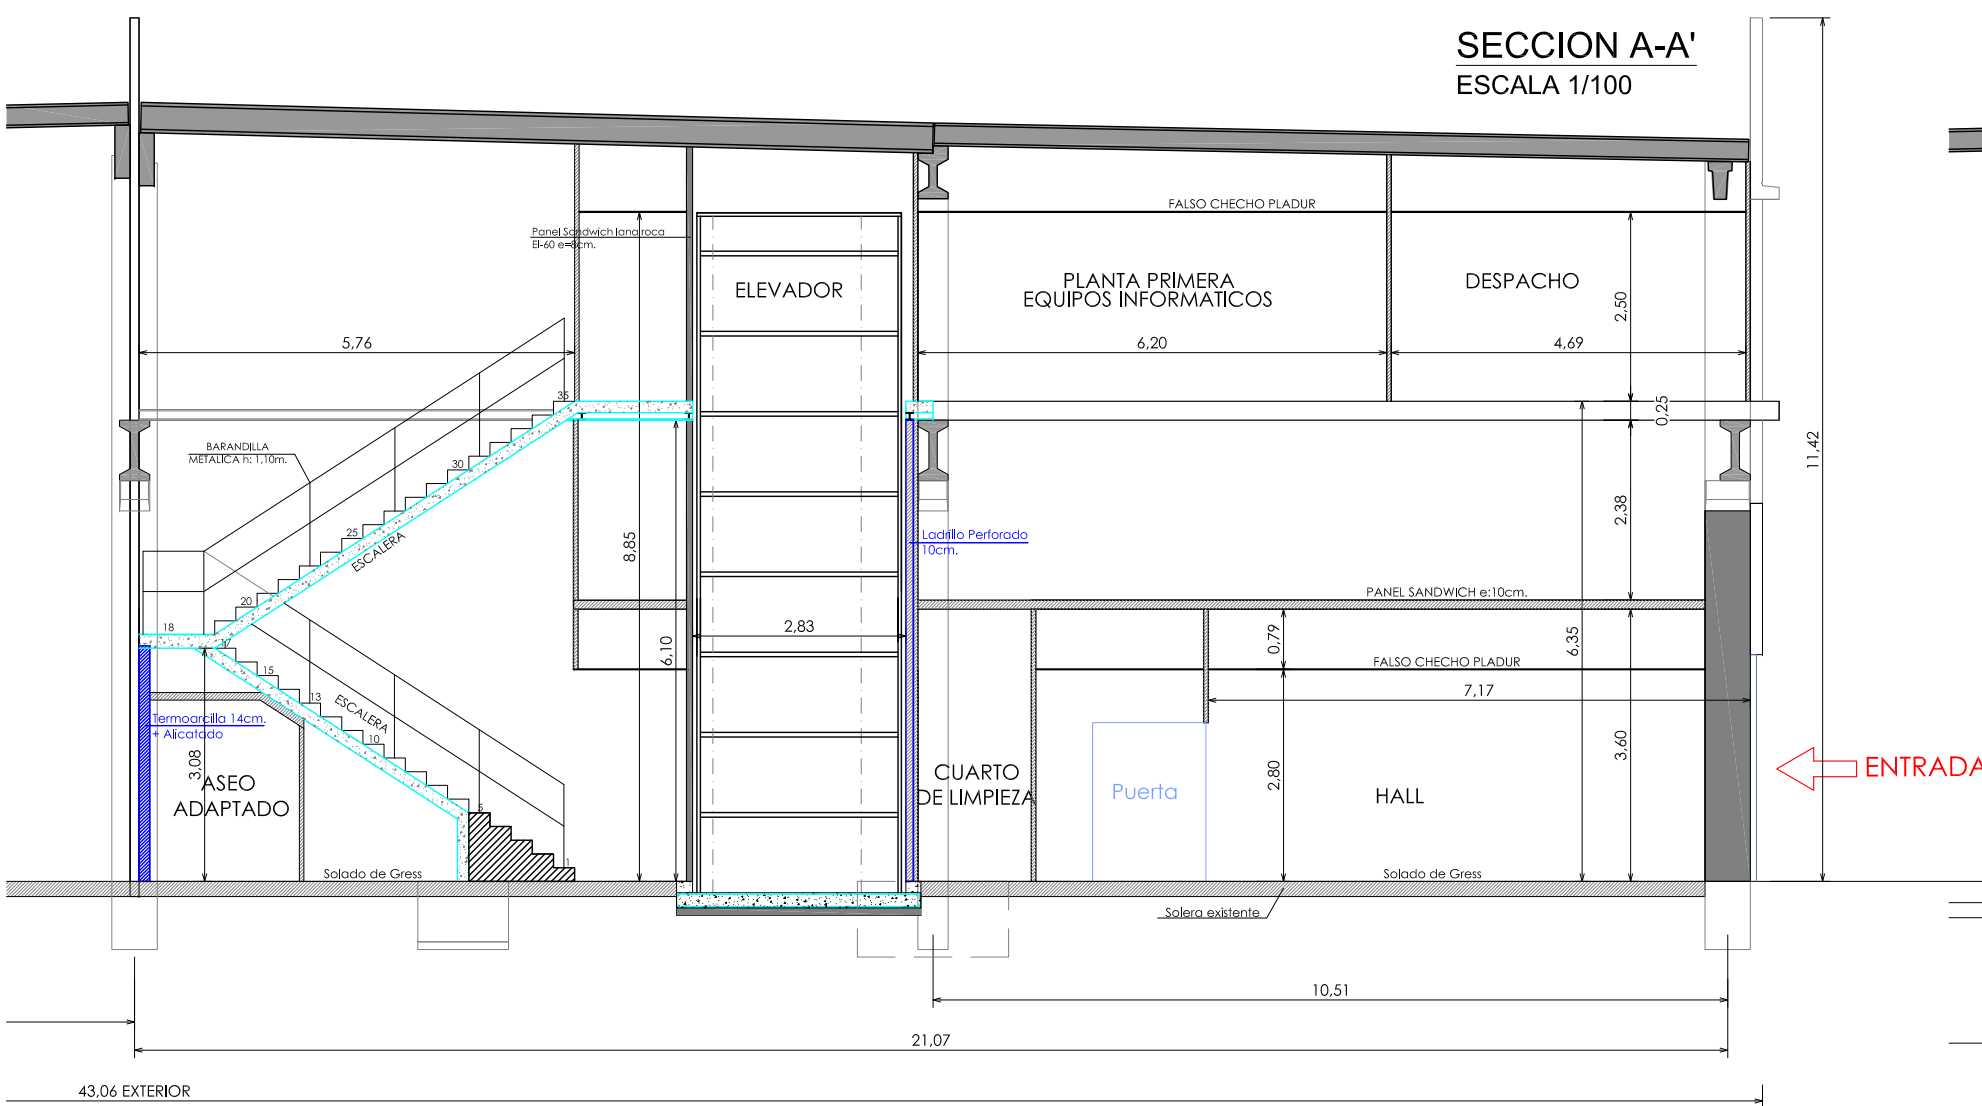 SECCION A-A'
ESCALA 1/100
FALSO CHECHO PLADUR
Panel Sandwich lana roca
EI-60 e=8cm.
ELEVADOR
PLANTA PRIMERA
EQUIPOS INFORMATICOS
DESPACHO
2,50
5,76
6,20
4,69
35
0,25
11,42
BARANDILLA
METALICA h: 1,10m.
30
2,38
25
ESCALERA
8,85
Ladrillo Perforado
10cm.
PANEL SANDWICH e:10cm.
20
18
17
2,83
6,10
0,79
6,35
FALSO CHECHO PLADUR
15
13
ESCALERA
7,17
Termoarcilla 14cm.
+ Alicatado
10
3,08
3,60
ASEO
ADAPTADO
CUARTO
DE LIMPIEZA
Puerta
2,80
HALL
ENTRADA
5
1
Solado de Gress
Solado de Gress
Solera existente
10,51
21,07
43,06 EXTERIOR